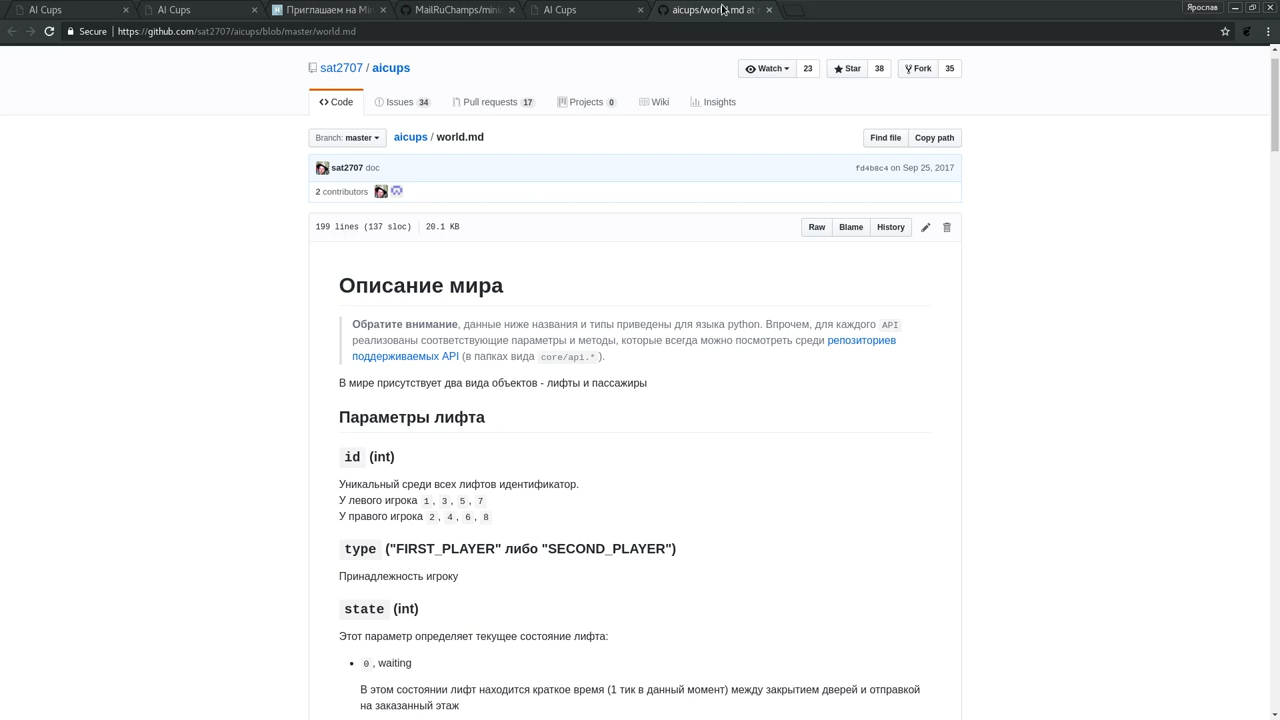 AI Cups
AI Cups
Приглашаем на Min
MailRuChamps/mini
AI Cups
aicups/world.md at
Ярослав
Secure https://github.com/sat2707/aicups/blob/master/world.md
sat2707 / aicups
Watch 23 Star 38 Fork 35
Code Issues 34 Pull requests 17 Projects 0 Wiki Insights
Branch: master aicups / world.md Find file Copy path
sat2707 doc fd4b8c4 on Sep 25, 2017
2 contributors
199 lines (137 sloc) 20.1 KB Raw Blame History
Описание мира
Обратите внимание, данные ниже названия и типы приведены для языка python. Впрочем, для каждого API
реализованы соответствующие параметры и методы, которые всегда можно посмотреть среди репозиториев
поддерживаемых API (в папках вида core/api.* ).
В мире присутствует два вида объектов - лифты и пассажиры
Параметры лифта
id (int)
Уникальный среди всех лифтов идентификатор.
У левого игрока 1 , 3 , 5 , 7
У правого игрока 2 , 4 , 6 , 8
type ("FIRST_PLAYER" либо "SECOND_PLAYER")
Принадлежность игроку
state (int)
Этот параметр определяет текущее состояние лифта:
0 , waiting
В этом состоянии лифт находится краткое время (1 тик в данный момент) между закрытием дверей и отправкой
на заказанный этаж